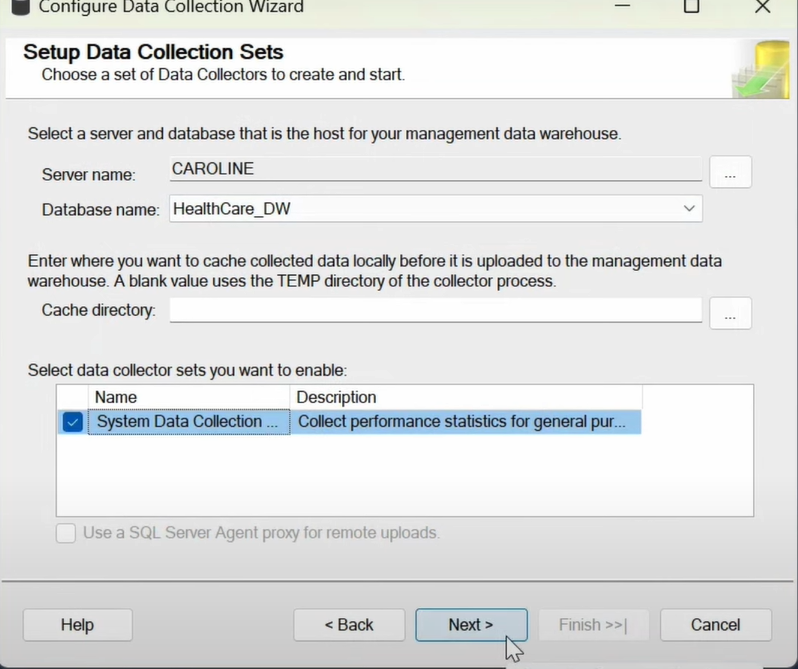 Configure Data Collection Wizard
Setup Data Collection Sets
Choose a set of Data Collectors to create and start.
Select a server and database that is the host for your management data warehouse.
Server name: CAROLINE ...
Database name: HealthCare_DW
Enter where you want to cache collected data locally before it is uploaded to the management data
warehouse. A blank value uses the TEMP directory of the collector process.
Cache directory: ...
Select data collector sets you want to enable:
Name Description
System Data Collection ... Collect performance statistics for general pur...
Use a SQL Server Agent proxy for remote uploads.
Help < Back Next > Finish >>| Cancel